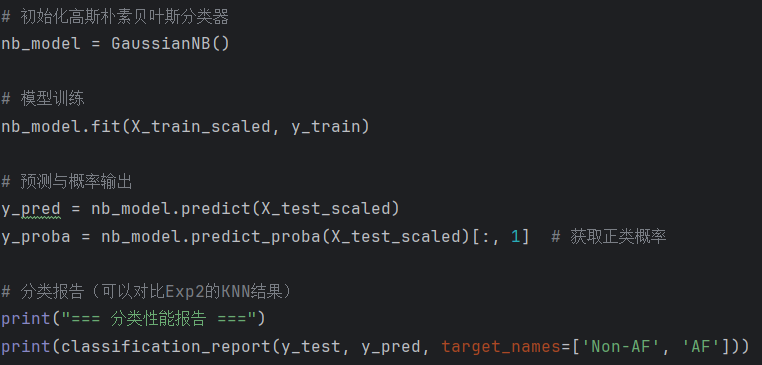 # 初始化高斯朴素贝叶斯分类器
nb_model = GaussianNB()
# 模型训练
nb_model.fit(X_train_scaled, y_train)
# 预测与概率输出
y_pred = nb_model.predict(X_test_scaled)
y_proba = nb_model.predict_proba(X_test_scaled)[:, 1]  # 获取正类概率
# 分类报告（可以对比Exp2的KNN结果）
print("=== 分类性能报告 ===")
print(classification_report(y_test, y_pred, target_names=['Non-AF', 'AF']))